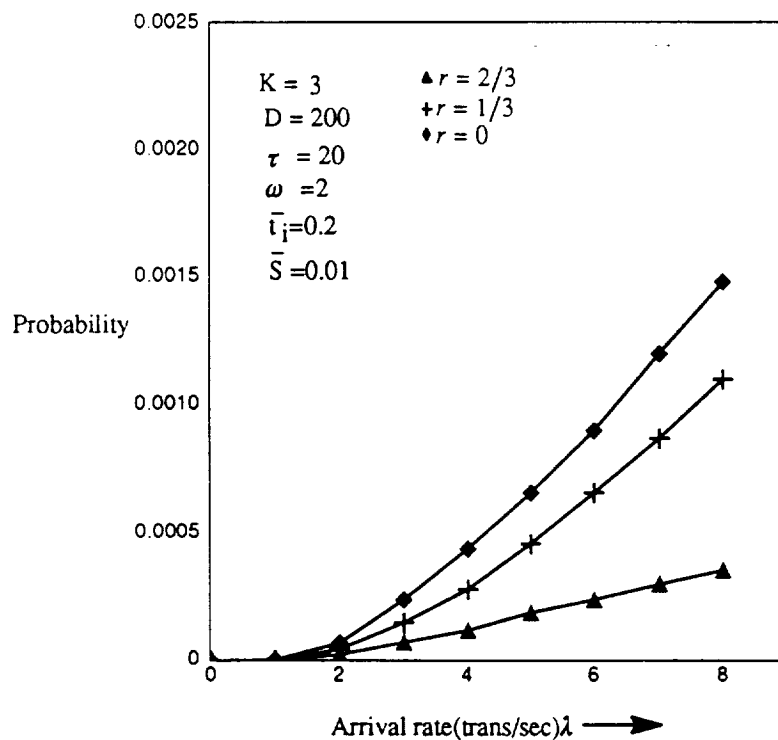 0.0025
0.0020
0.0015
0.0010
0.0005
0
Probability
K = 3
D = 200
τ = 20
ω =2
t̄i=0.2
S̄ =0.01
▲ r = 2/3
+ r = 1/3
◆ r = 0
0 2 4 6 8
Arrival rate(trans/sec)λ ⟶